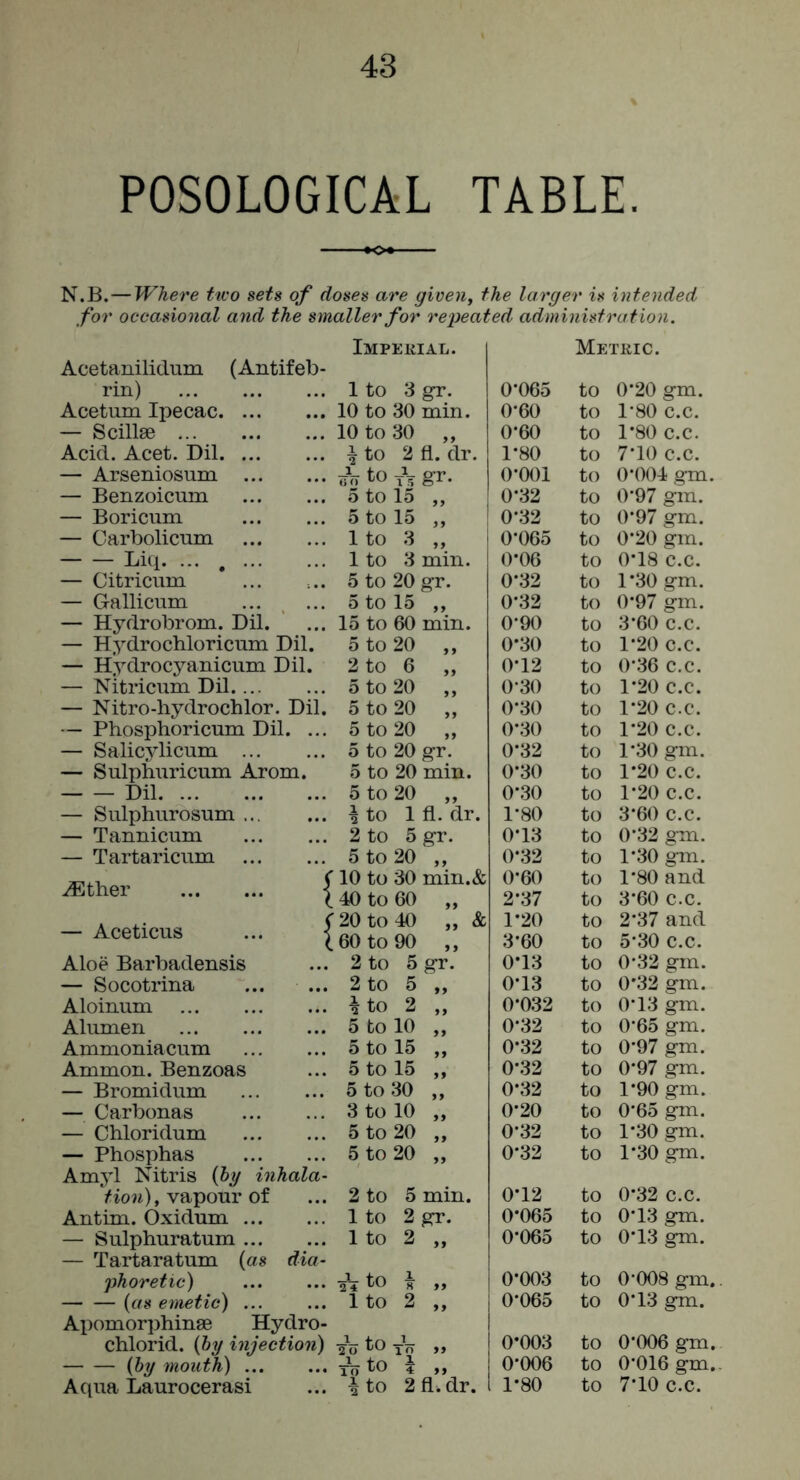 43
POSOLOGICAL TABLE.
N.B.—Where two sets of doses are given, the larger is intended
for occasional and the smaller for repeated administration.
IMPERIAL. METRIC.
Acetanilidum (Antifeb-
rin) ... ... ... 1 to 3 gr. 0·065 to 0·20 gm.
Acetum Ipecac. ... ... 10 to 30 min. 0·60 to 1·80 c.c.
— Scillæ ... ... ... 10 to 30 „ 0·60 to 1·80 c.c.
Acid. Acet. Dil. ... ... ½ to 2 fl. dr. 1·80 to 7·10 c.c.
— Arseniosum ... ... 1/60 to 1/15 gr. 0·001 to 0·004 gm.
— Benzoicum ... ... 5 to 15 „ 0·32 to 0·97 gm.
— Boricum ... ... 5 to 15 „ 0·32 to 0·97 gm.
— Carbolicum ... ... 1 to 3 „ 0·065 to 0·20 gm.
— — Liq. ... . ... ... 1 to 3 min. 0·06 to 0·18 c.c.
— Citricum ... ... 5 to 20 gr. 0·32 to 1·30 gm.
— Gallicum ... ... 5 to 15 „ 0·32 to 0·97 gm.
— Hydrobrom. Dil. ... 15 to 60 min. 0·90 to 3·60 c.c.
— Hydrochloricum Dil. 5 to 20 „ 0·30 to 1·20 c.c.
— Hydrocyanicum Dil. 2 to 6 „ 0·12 to 0·36 c.c.
— Nitricum Dil. ... ... 5 to 20 „ 0·30 to 1·20 c.c.
— Nitro-hydrochlor. Dil. 5 to 20 „ 0·30 to 1·20 c.c.
— Phosphoricum Dil. ... 5 to 20 „ 0·30 to 1·20 c.c.
— Salicylicum ... ... 5 to 20 gr. 0·32 to 1·30 gm.
— Sulphuricum Arom. 5 to 20 min. 0·30 to 1·20 c.c.
— — Dil. ... ... ... 5 to 20 „ 0·30 to 1·20 c.c.
— Sulphurosum ... ... ½ to 1 fl. dr. 1·80 to 3·60 c.c.
— Tannicum ... ... 2 to 5 gr. 0·13 to 0·32 gm.
— Tartaricum ... ... 5 to 20 „ 0·32 to 1·30 gm.
Æther ... ... { 10 to 30 min.& 0·60 to 1·80 and
{ 40 to 60 „ 2·37 to 3·60 c.c.
— Aceticus ... { 20 to 40 „ & 1·20 to 2·37 and
{ 60 to 90 „ 3·60 to 5·30 c.c.
Aloë Barbadensis ... 2 to 5 gr. 0·13 to 0·32 gm.
— Socotrina ... ... 2 to 5 „ 0·13 to 0·32 gm.
Aloinum ... ... ... ½ to 2 „ 0·032 to 0·13 gm.
Alumen ... ... ... 5 to 10 „ 0·32 to 0·65 gm.
Ammoniacum ... ... 5 to 15 „ 0·32 to 0·97 gm.
Ammon. Benzoas ... 5 to 15 „ 0·32 to 0·97 gm.
— Bromidum ... ... 5 to 30 „ 0·32 to 1·90 gm.
— Carbonas ... ... 3 to 10 „ 0·20 to 0·65 gm.
— Chloridum ... ... 5 to 20 „ 0·32 to 1·30 gm.
— Phosphas ... ... 5 to 20 „ 0·32 to 1·30 gm.
Amyl Nitris (by inhala-
tion), vapour of ... 2 to 5 min. 0·12 to 0·32 c.c.
Antim. Oxidum ... ... 1 to 2 gr. 0·065 to 0·13 gm.
— Sulphuratum ... ... 1 to 2 „ 0·065 to 0·13 gm.
— Tartaratum (as dia-
phoretic) ... ... 1/24 to 1/8 „ 0·003 to 0·008 gm.
— — (as emetic) ... ... 1 to 2 „ 0·065 to 0·13 gm.
Apomorphinæ Hydro-
chlorid. (by injection) 1/20 to 1/10 „ 0·003 to 0·006 gm.
— — (by mouth) ... ... 1/10 to ¼ „ 0·006 to 0·016 gm.
Aqua Laurocerasi ... ½ to 2 fl. dr. 1·80 to 7·10 c.c.